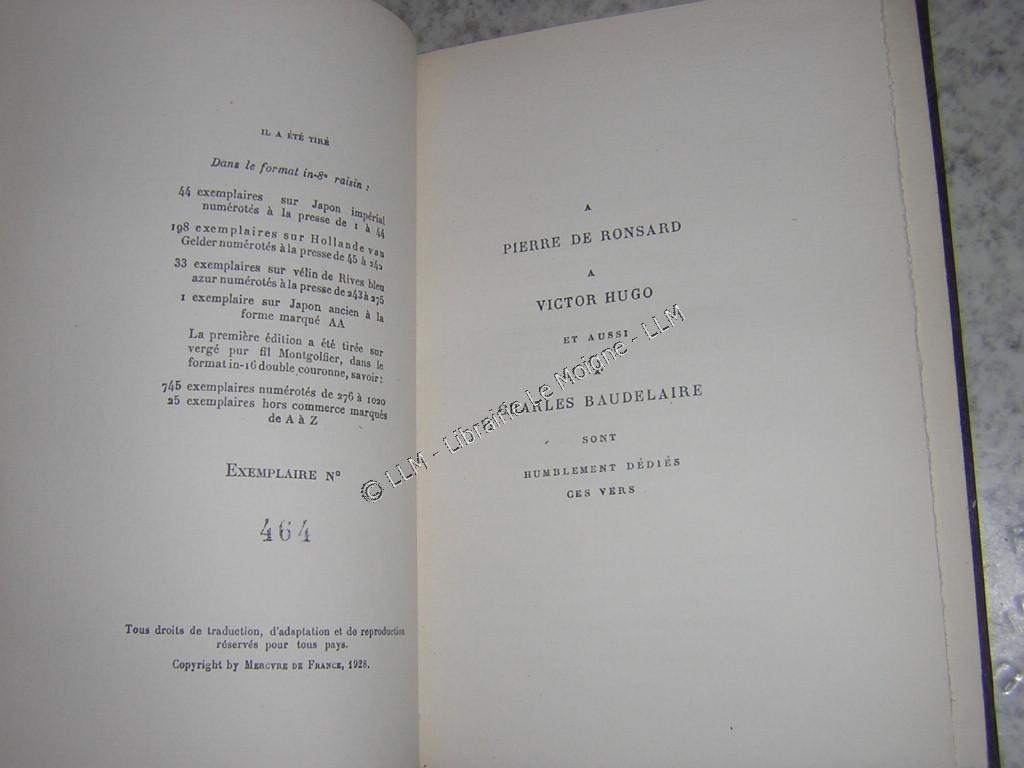 IL A ÉTÉ TIRÉ
Dans le format in-8º raisin :
44 exemplaires sur Japon impérial
numérotés à la presse de 1 à 44
198 exemplaires sur Hollande van
Gelder numérotés à la presse de 45 à 242
33 exemplaires sur vélin de Rives bleu
azur numérotés à la presse de 243 à 275
1 exemplaire sur Japon ancien à la
forme marqué AA
La première édition a été tirée sur
vergé pur fil Montgolfier, dans le
format in-16 double couronne, savoir :
745 exemplaires numérotés de 276 à 1020
25 exemplaires hors commerce marqués
de A à Z
EXEMPLAIRE Nº
464
Tous droits de traduction, d'adaptation et de reproduction
réservés pour tous pays.
Copyright by MERCVRE DE FRANCE, 1928.
A
PIERRE DE RONSARD
A
VICTOR HUGO
ET AUSSI
A
CHARLES BAUDELAIRE
SONT
HUMBLEMENT DÉDIÉS
CES VERS
© LLM - Librairie Le Moigne - LLM